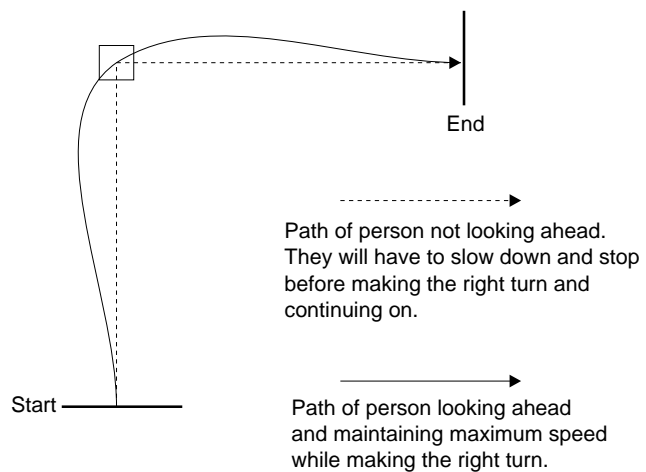 End
Path of person not looking ahead.
They will have to slow down and stop
before making the right turn and
continuing on.
Start
Path of person looking ahead
and maintaining maximum speed
while making the right turn.